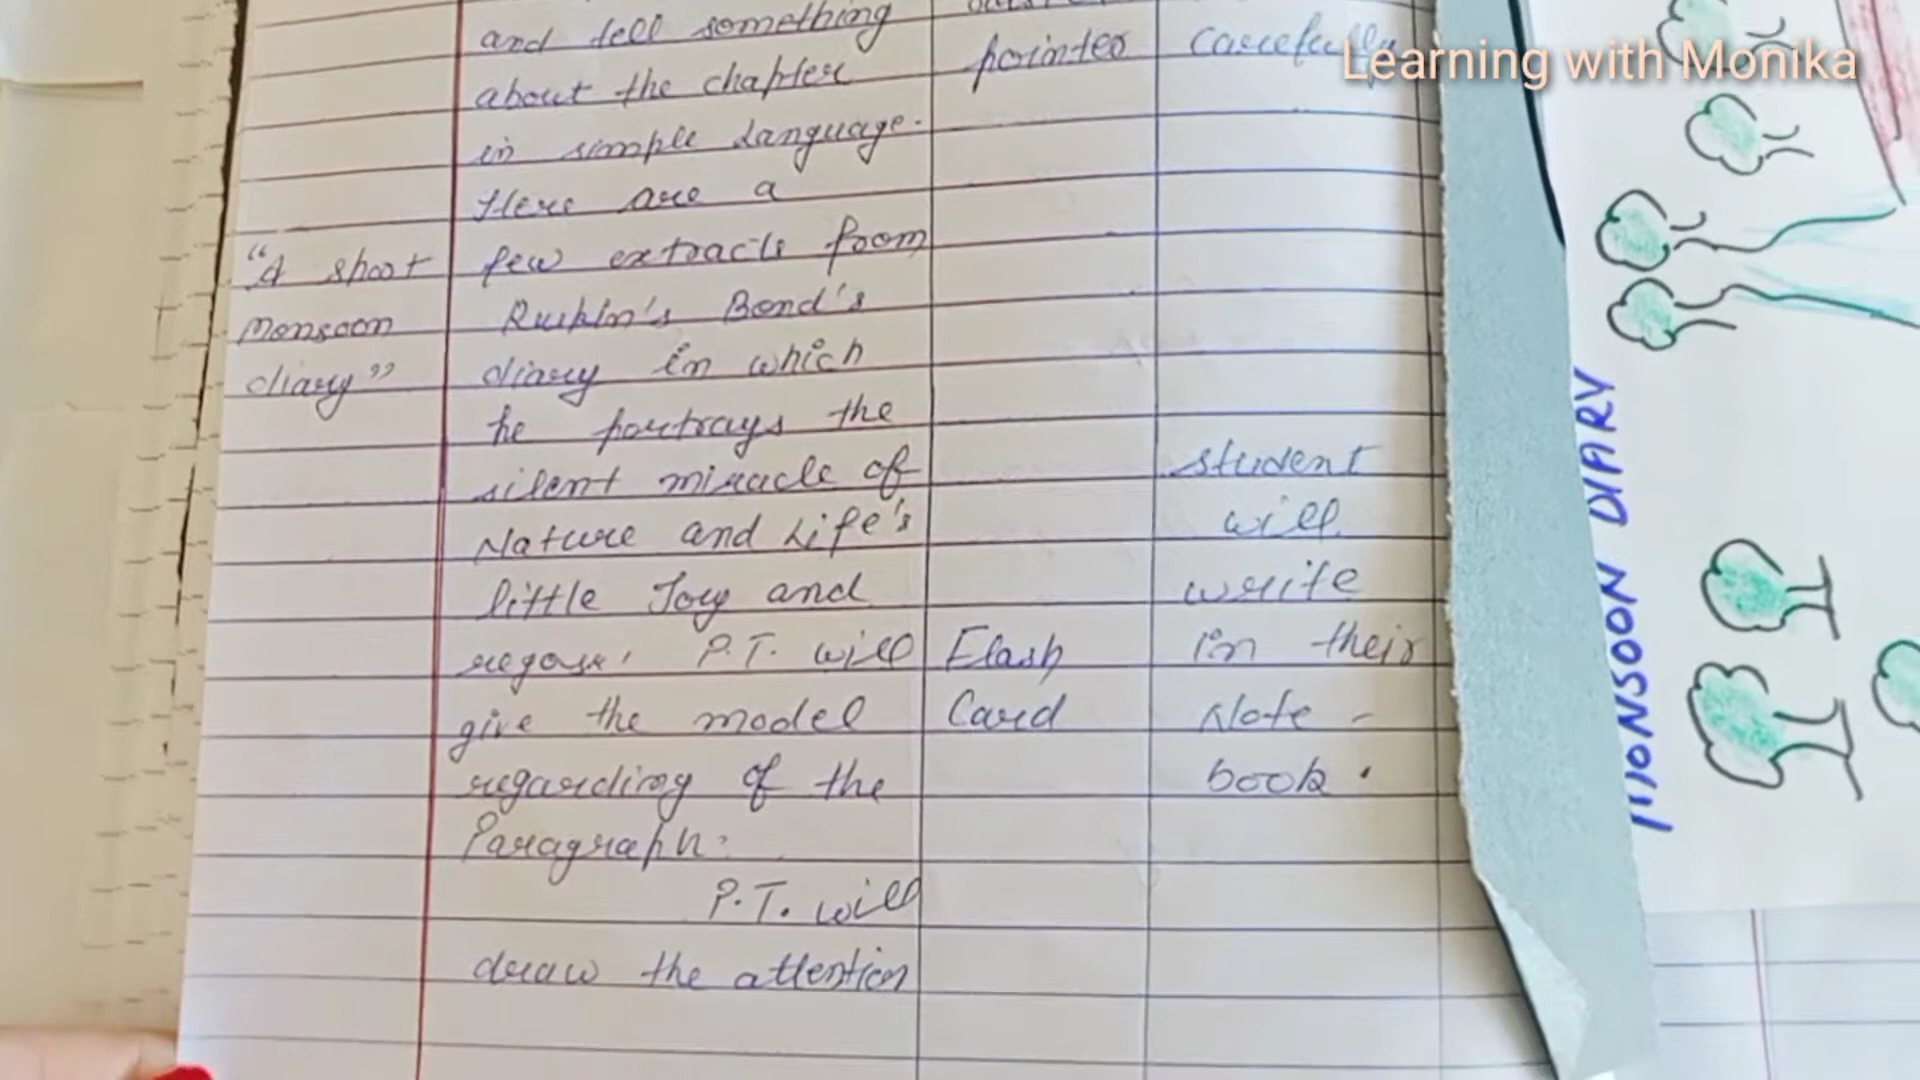 and tell something
about the chapter
in simple Language.
Here are a
few extracts from
Ruskin's Bond's
diary in which
he portrays the
silent miracle of
Nature and Life's
little Joy and
P.T. will
give the model
regarding of the
Paragraph:
P.T. will
draw the attention
"A short
Monsoon
diary"
pointer
Flash
Card
carefully
student
will
write
in their
Note -
book.
Learning with Monika
MONSOON DIARY